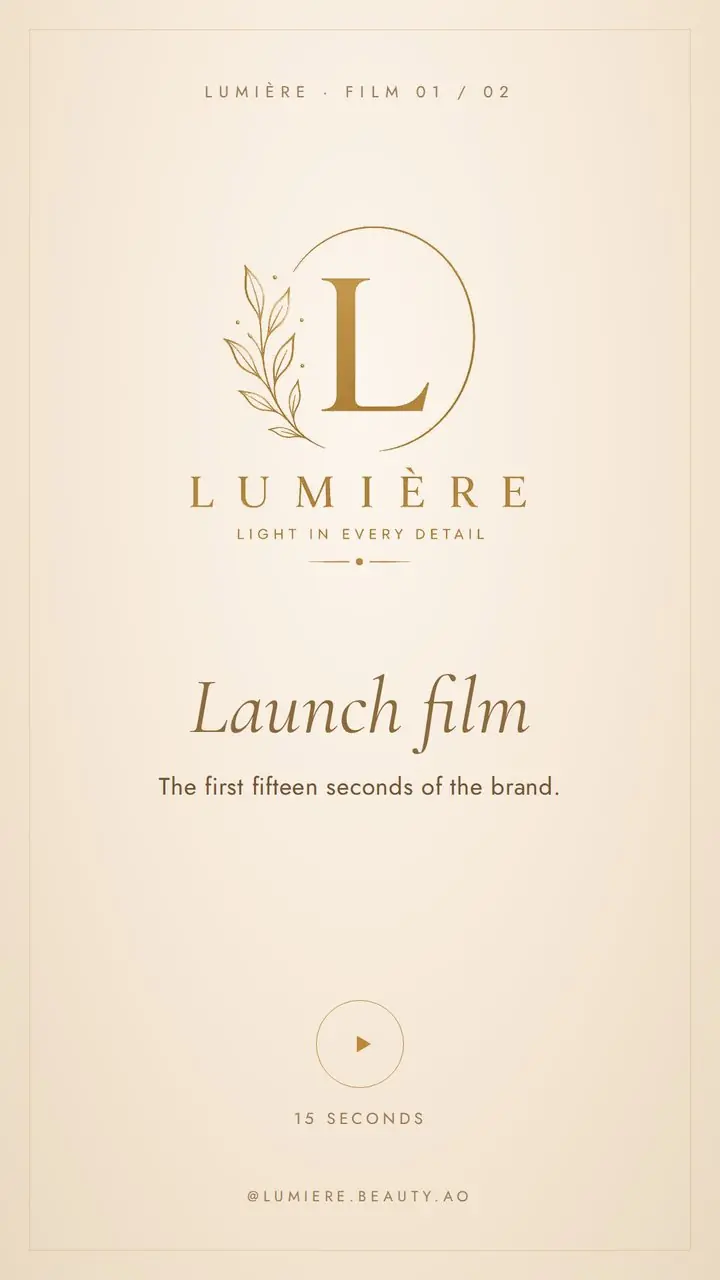 LUMIÈRE · FILM 01 / 02
L
LUMIÈRE
LIGHT IN EVERY DETAIL
Launch film
The first fifteen seconds of the brand.
15 SECONDS
@LUMIERE.BEAUTY.AO